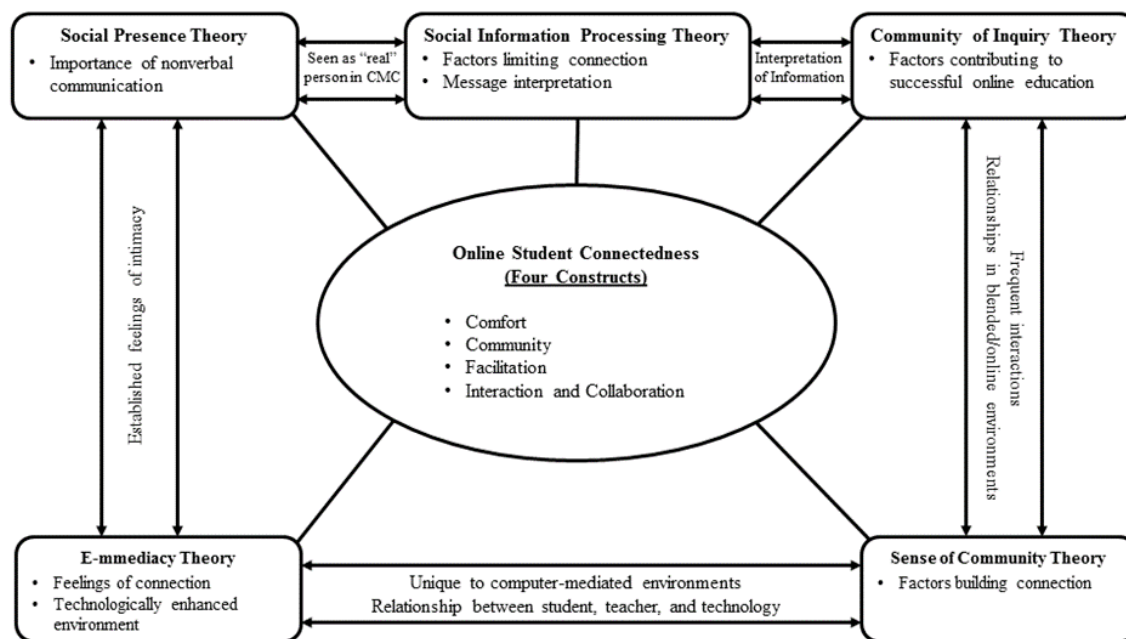 Social Presence Theory
• Importance of nonverbal
communication
Seen as “real”
person in CMC
Social Information Processing Theory
• Factors limiting connection
• Message interpretation
Interpretation
of Information
Community of Inquiry Theory
• Factors contributing to
successful online education
Established feelings of intimacy
Online Student Connectedness
(Four Constructs)
• Comfort
• Community
• Facilitation
• Interaction and Collaboration
Frequent interactions
Relationships in blended/online environments
E-mmediacy Theory
• Feelings of connection
• Technologically enhanced
environment
Unique to computer-mediated environments
Relationship between student, teacher, and technology
Sense of Community Theory
• Factors building connection